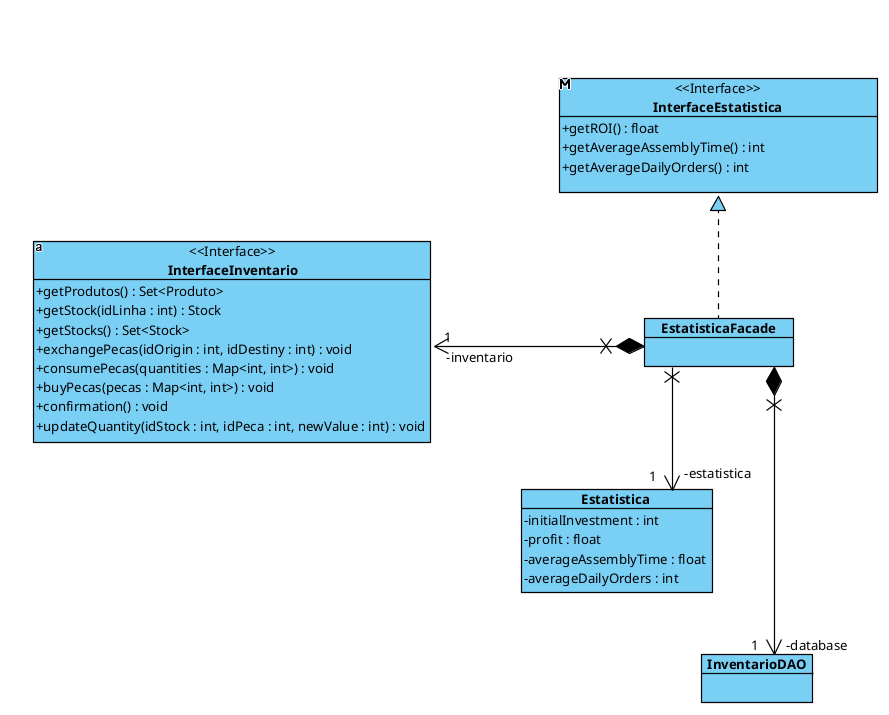 M
<<Interface>>
InterfaceEstatistica
+getROI() : float
+getAverageAssemblyTime() : int
+getAverageDailyOrders() : int
a
<<Interface>>
InterfaceInventario
+getProdutos() : Set<Produto>
+getStock(idLinha : int) : Stock
+getStocks() : Set<Stock>
+exchangePecas(idOrigin : int, idDestiny : int) : void
+consumePecas(quantities : Map<int, int>) : void
+buyPecas(pecas : Map<int, int>) : void
+confirmation() : void
+updateQuantity(idStock : int, idPeca : int, newValue : int) : void
1
-inventario
EstatisticaFacade
1
-estatistica
Estatistica
-initialInvestment : int
-profit : float
-averageAssemblyTime : float
-averageDailyOrders : int
1
-database
InventarioDAO